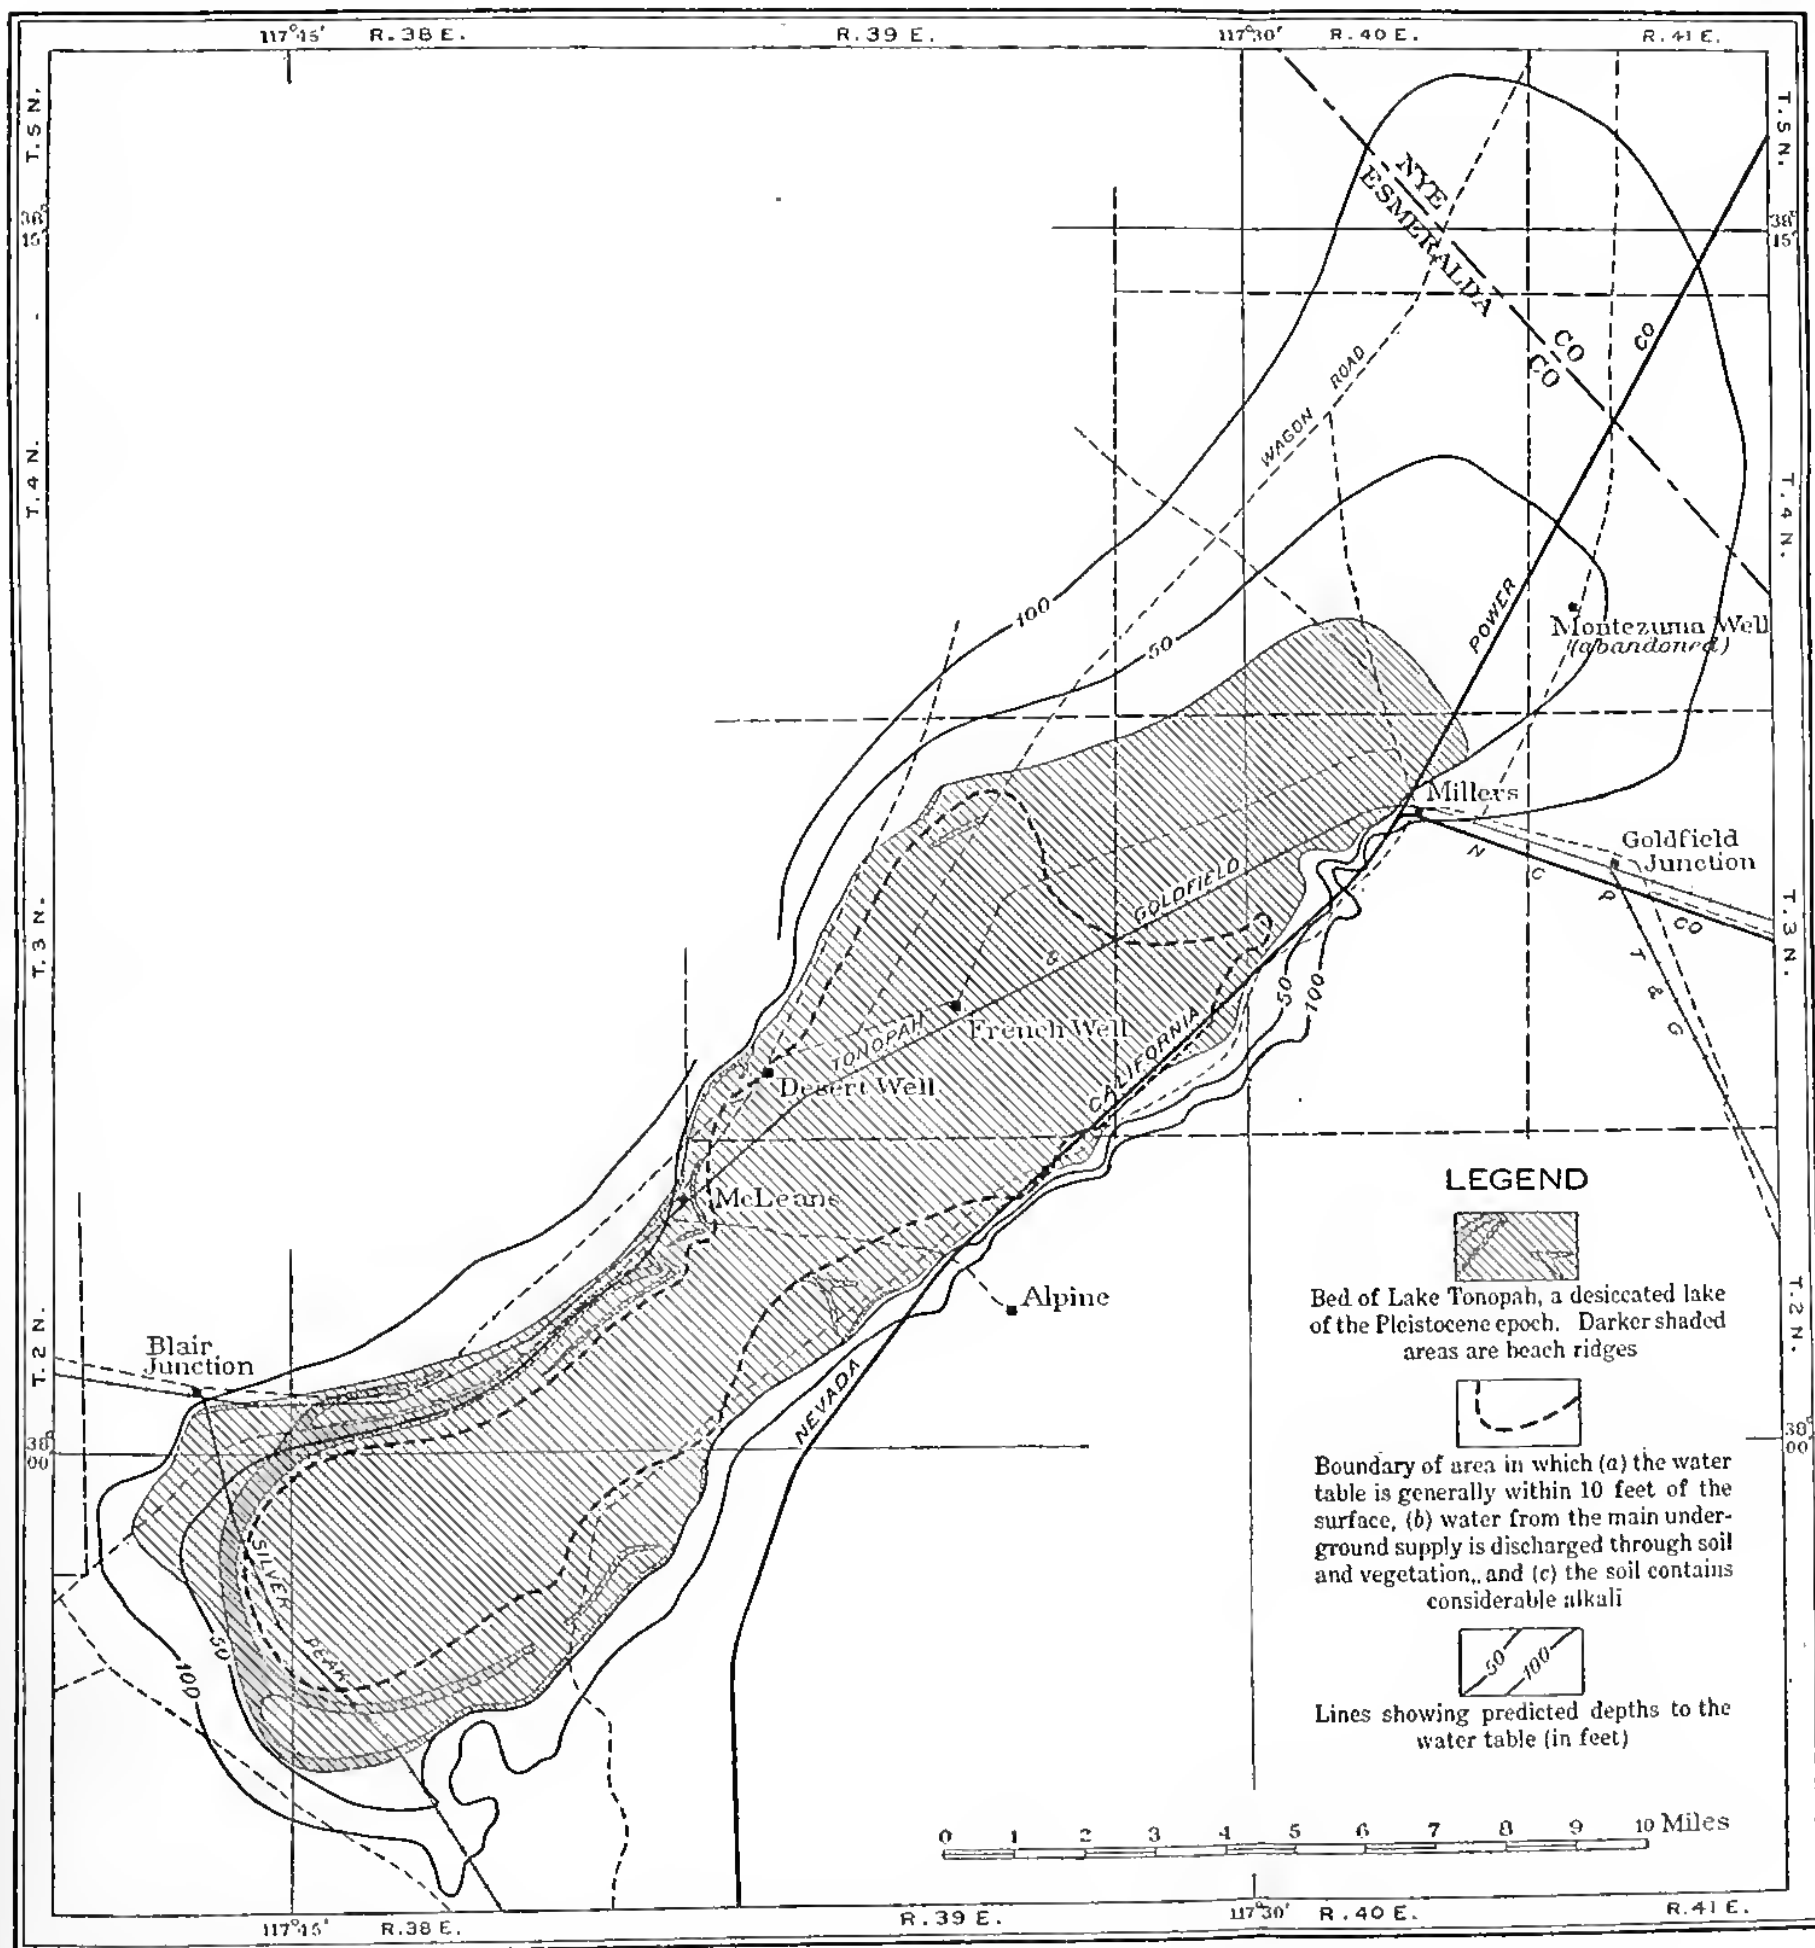 117°45' R.38 E. R.39 E. 117°30' R.40 E. R.41 E.
T.5 N.
T.5 N.
38°
15'
38°
15'
NYE CO
ESMERALDA CO
CO
WAGON ROAD
T.4 N.
T.4 N.
100
50
POWER
Montezuma Well
(abandoned)
Millers
Goldfield
Junction
N C P CO
T & G
GOLDFIELD
&
TONOPAH
French Well
Desert Well
CALIFORNIA
50
100
T.3 N.
T.3 N.
McLeans
Alpine
NEVADA
Blair
Junction
T.2 N.
T.2 N.
38°
00'
38°
00'
SILVER
PEAK
50
100
LEGEND
Bed of Lake Tonopah, a desiccated lake
of the Pleistocene epoch. Darker shaded
areas are beach ridges
Boundary of area in which (a) the water
table is generally within 10 feet of the
surface, (b) water from the main under-
ground supply is discharged through soil
and vegetation, and (c) the soil contains
considerable alkali
50 100
Lines showing predicted depths to the
water table (in feet)
0 1 2 3 4 5 6 7 8 9 10 Miles
117°45' R.38 E. R.39 E. 117°30' R.40 E. R.41 E.